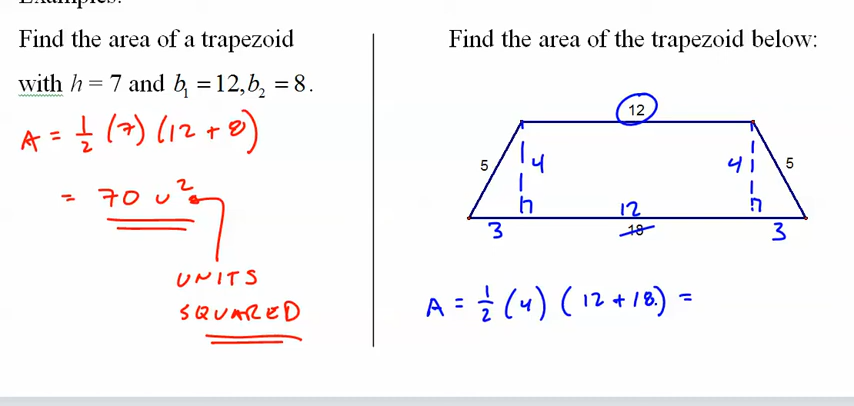 Examples:
Find the area of a trapezoid
with h = 7 and b₁ = 12, b₂ = 8.
A = 1/2 (7) (12 + 8)
= 70 u²
UNITS
SQUARED
Find the area of the trapezoid below:
12
5 4 4 5
12
3 18 3
A = 1/2 (4) (12 + 18) =